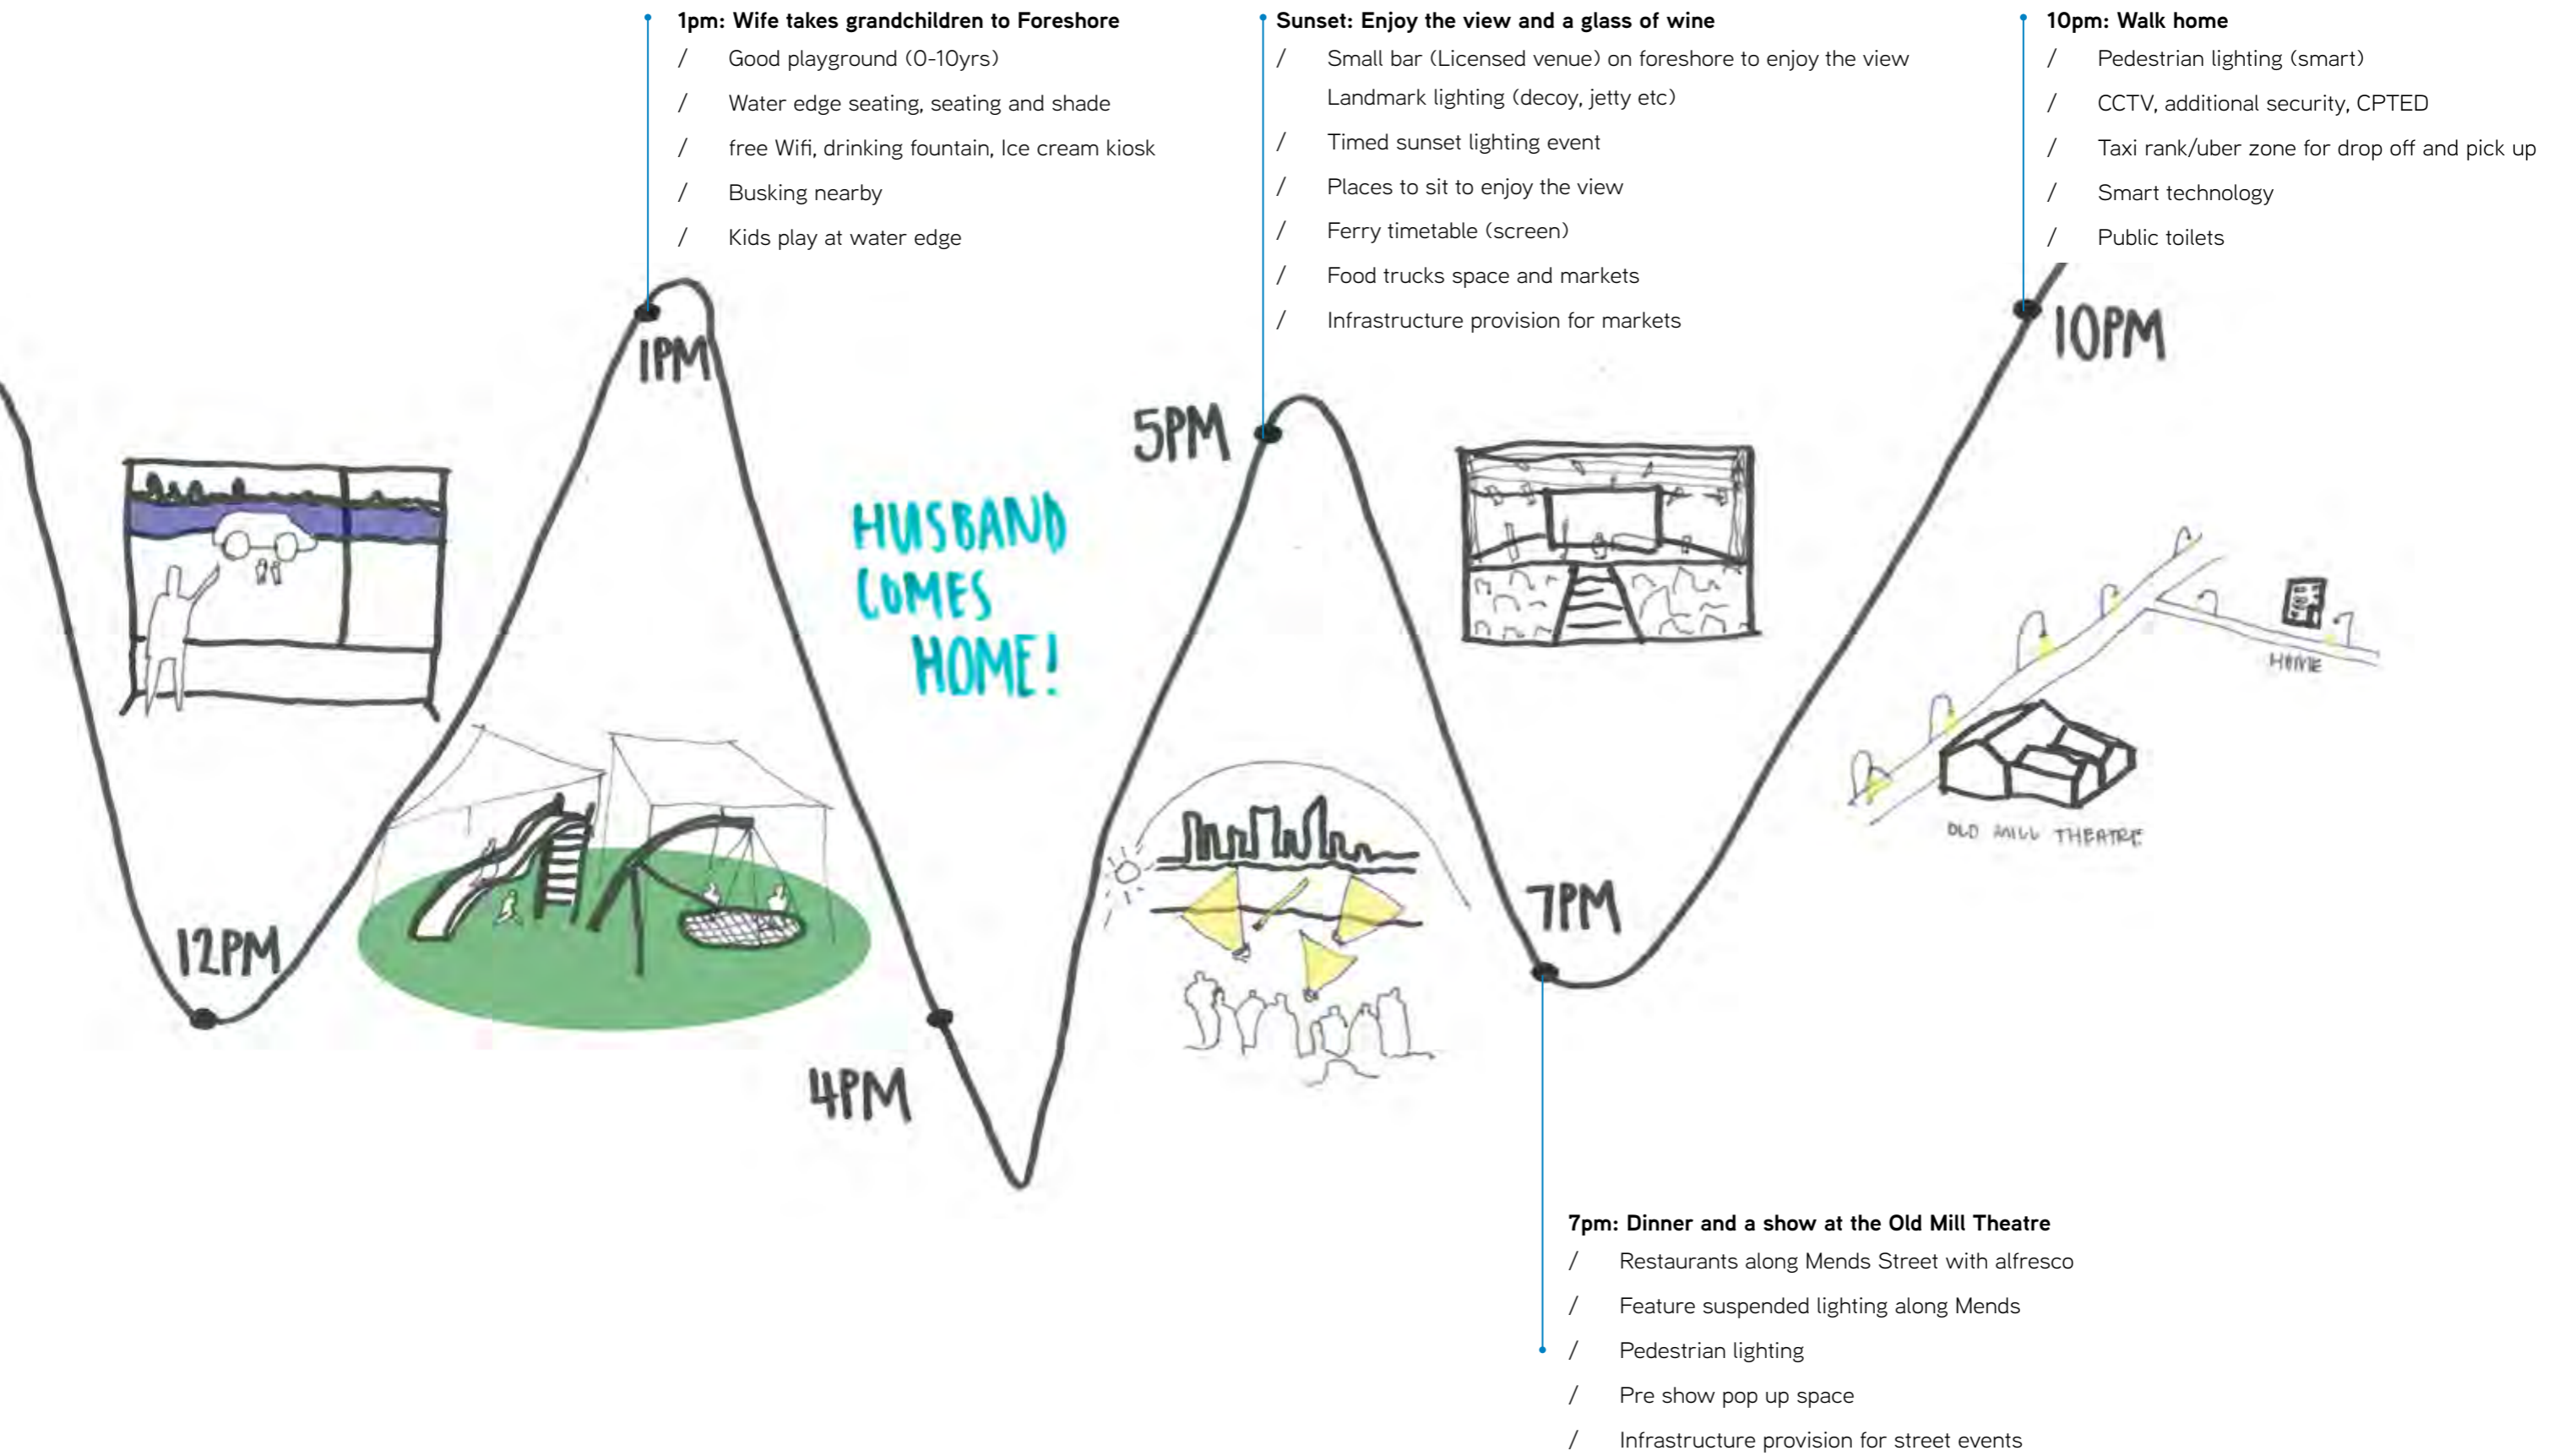 1pm: Wife takes grandchildren to Foreshore
/ Good playground (0-10yrs)
/ Water edge seating, seating and shade
/ free Wifi, drinking fountain, Ice cream kiosk
/ Busking nearby
/ Kids play at water edge
Sunset: Enjoy the view and a glass of wine
/ Small bar (Licensed venue) on foreshore to enjoy the view
Landmark lighting (decoy, jetty etc)
/ Timed sunset lighting event
/ Places to sit to enjoy the view
/ Ferry timetable (screen)
/ Food trucks space and markets
/ Infrastructure provision for markets
10pm: Walk home
/ Pedestrian lighting (smart)
/ CCTV, additional security, CPTED
/ Taxi rank/uber zone for drop off and pick up
/ Smart technology
/ Public toilets
1PM
10PM
5PM
HUSBAND
COMES
HOME!
HOME
OLD MILL THEATRE
12PM
7PM
4PM
7pm: Dinner and a show at the Old Mill Theatre
/ Restaurants along Mends Street with alfresco
/ Feature suspended lighting along Mends
/ Pedestrian lighting
/ Pre show pop up space
/ Infrastructure provision for street events